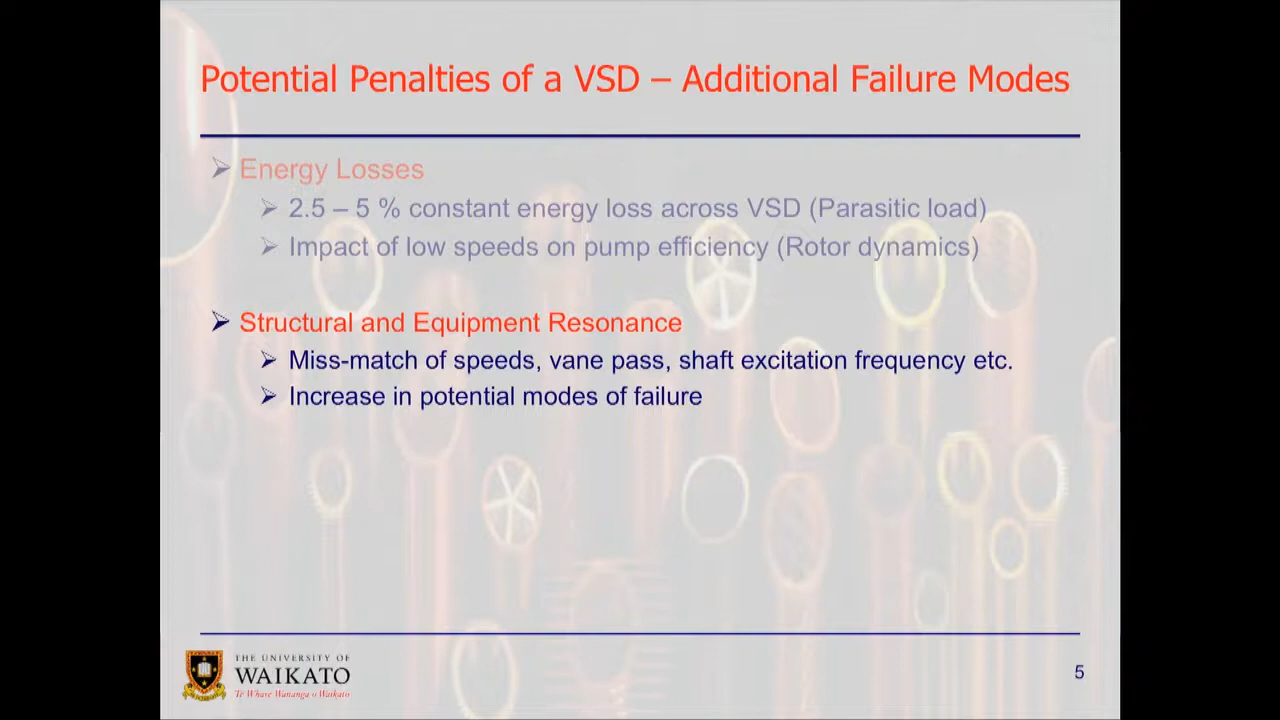 Potential Penalties of a VSD – Additional Failure Modes
Energy Losses
2.5 – 5 % constant energy loss across VSD (Parasitic load)
Impact of low speeds on pump efficiency (Rotor dynamics)
Structural and Equipment Resonance
Miss-match of speeds, vane pass, shaft excitation frequency etc.
Increase in potential modes of failure
THE UNIVERSITY OF
WAIKATO
Te Whare Wānanga o Waikato
5